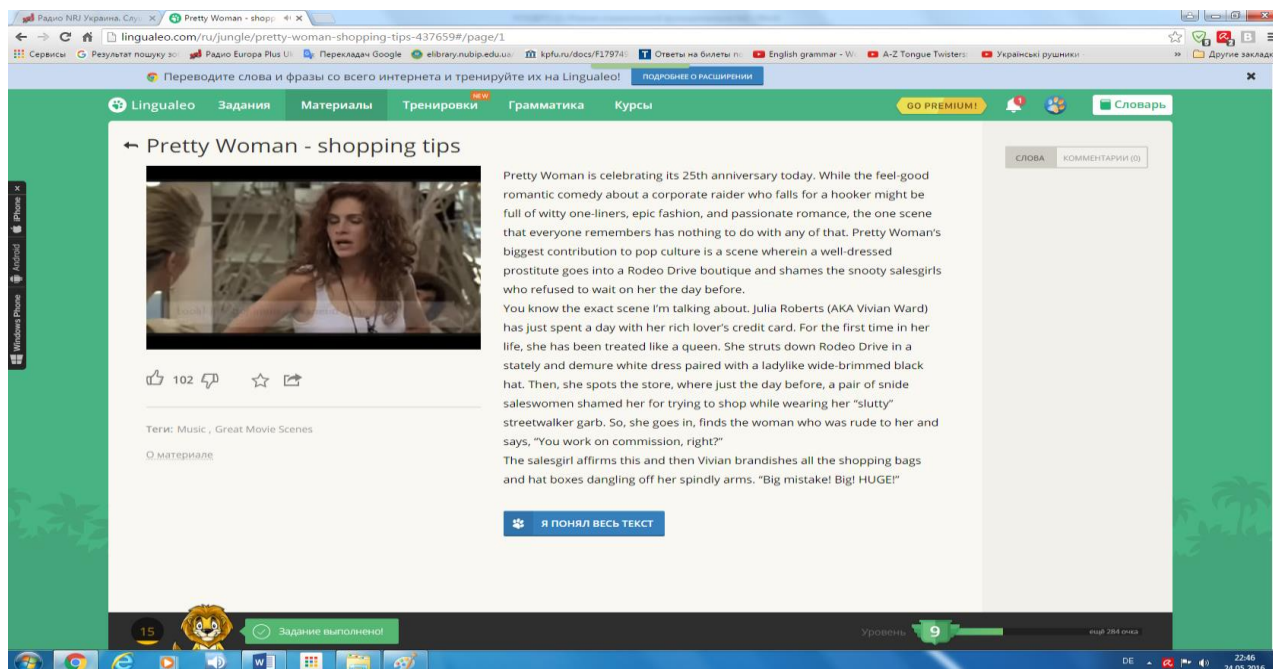 Радио NRJ Украина. Слу
Pretty Woman - shopp
lingualeo.com/ru/jungle/pretty-woman-shopping-tips-437659#/page/1
Сервисы
Результат пошуку зо
Радио Europa Plus U
Перекладач Google
elibrary.nubip.edu.ua
kpfu.ru/docs/F17974
Ответы на билеты по
English grammar - W
A-Z Tongue Twisters
Українські рушники
»
Другие закладк
Переводите слова и фразы со всего интернета и тренируйте их на Lingualeo!
ПОДРОБНЕЕ О РАСШИРЕНИИ
Lingualeo
Задания
Материалы
Тренировки
NEW
Грамматика
Курсы
GO PREMIUM!
1
Словарь
Pretty Woman - shopping tips
СЛОВА
КОММЕНТАРИИ (0)
iPhone
Android
Windows Phone
102
Теги: Music , Great Movie Scenes
О материале
Pretty Woman is celebrating its 25th anniversary today. While the feel-good
romantic comedy about a corporate raider who falls for a hooker might be
full of witty one-liners, epic fashion, and passionate romance, the one scene
that everyone remembers has nothing to do with any of that. Pretty Woman's
biggest contribution to pop culture is a scene wherein a well-dressed
prostitute goes into a Rodeo Drive boutique and shames the snooty salesgirls
who refused to wait on her the day before.
You know the exact scene I'm talking about. Julia Roberts (AKA Vivian Ward)
has just spent a day with her rich lover's credit card. For the first time in her
life, she has been treated like a queen. She struts down Rodeo Drive in a
stately and demure white dress paired with a ladylike wide-brimmed black
hat. Then, she spots the store, where just the day before, a pair of snide
saleswomen shamed her for trying to shop while wearing her “slutty”
streetwalker garb. So, she goes in, finds the woman who was rude to her and
says, “You work on commission, right?”
The salesgirl affirms this and then Vivian brandishes all the shopping bags
and hat boxes dangling off her spindly arms. “Big mistake! Big! HUGE!”
Я ПОНЯЛ ВЕСЬ ТЕКСТ
15
Задание выполнено!
Уровень
9
ещё 284 очка
DE
22:46
24.05.2016